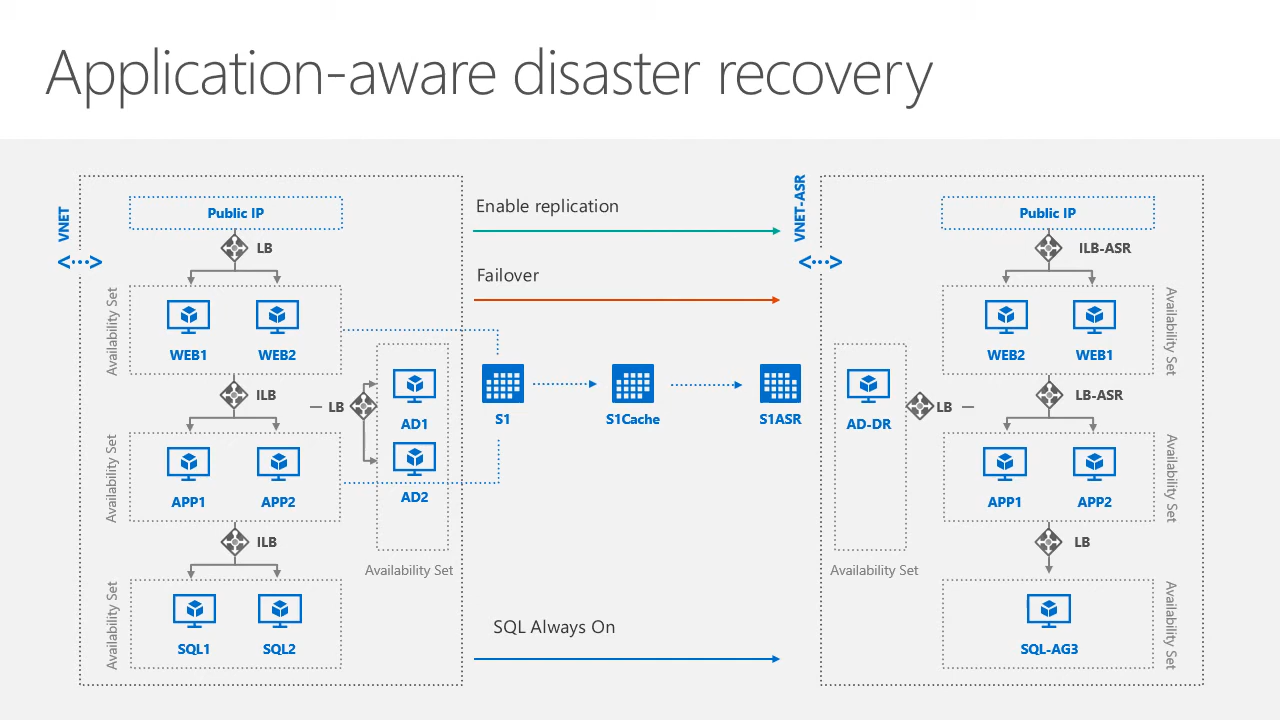 Application-aware disaster recovery
VNET
Public IP
LB
Availability Set
WEB1
WEB2
ILB
LB
AD1
AD2
Availability Set
Availability Set
APP1
APP2
ILB
Availability Set
SQL1
SQL2
Enable replication
Failover
S1
S1Cache
S1ASR
SQL Always On
VNET-ASR
Public IP
ILB-ASR
WEB2
WEB1
Availability Set
LB-ASR
AD-DR
LB
Availability Set
APP1
APP2
Availability Set
LB
SQL-AG3
Availability Set